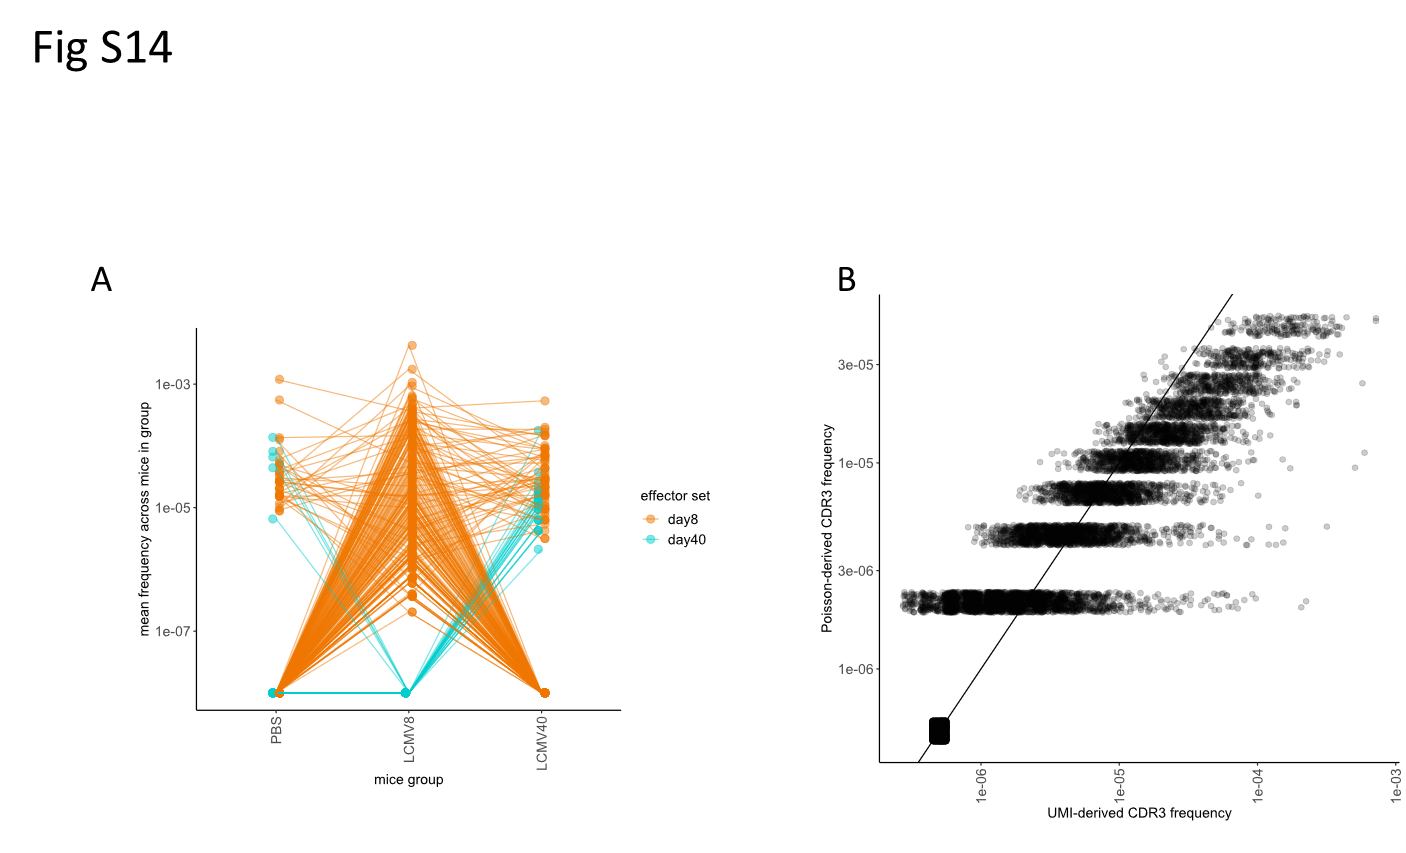 Fig S14
A
mean frequency across mice in group
1e-03
1e-05
1e-07
PBS
LCMV8
LCMV40
mice group
effector set
day8
day40
B
Poisson-derived CDR3 frequency
3e-05
1e-05
3e-06
1e-06
1e-06
1e-05
1e-04
1e-03
UMI-derived CDR3 frequency